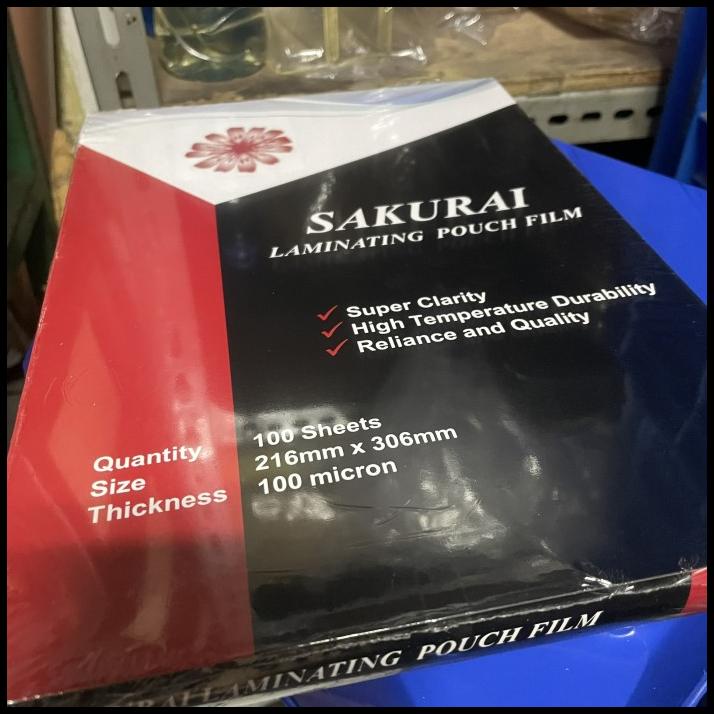 SAKURAI
LAMINATING POUCH FILM
Super Clarity
High Temperature Durability
Reliance and Quality
Quantity 100 Sheets
Size 216mm x 306mm
Thickness 100 micron
LAMINATING POUCH FILM